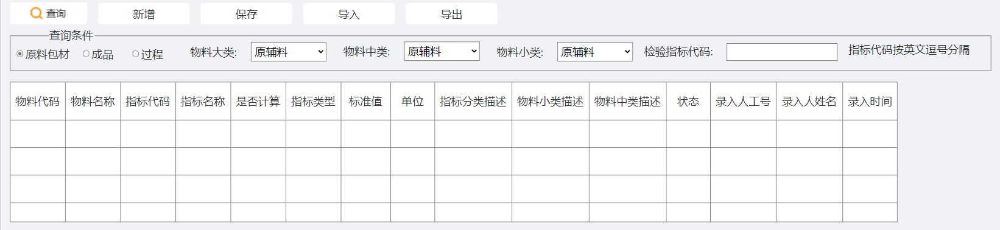 查询 新增 保存 导入 导出
查询条件
原料包材 成品 过程 物料大类: 原辅料 物料中类: 原辅料 物料小类: 原辅料 检验指标代码: 指标代码按英文逗号分隔
物料代码 物料名称 指标代码 指标名称 是否计算 指标类型 标准值 单位 指标分类描述 物料小类描述 物料中类描述 状态 录入人工号 录入人姓名 录入时间